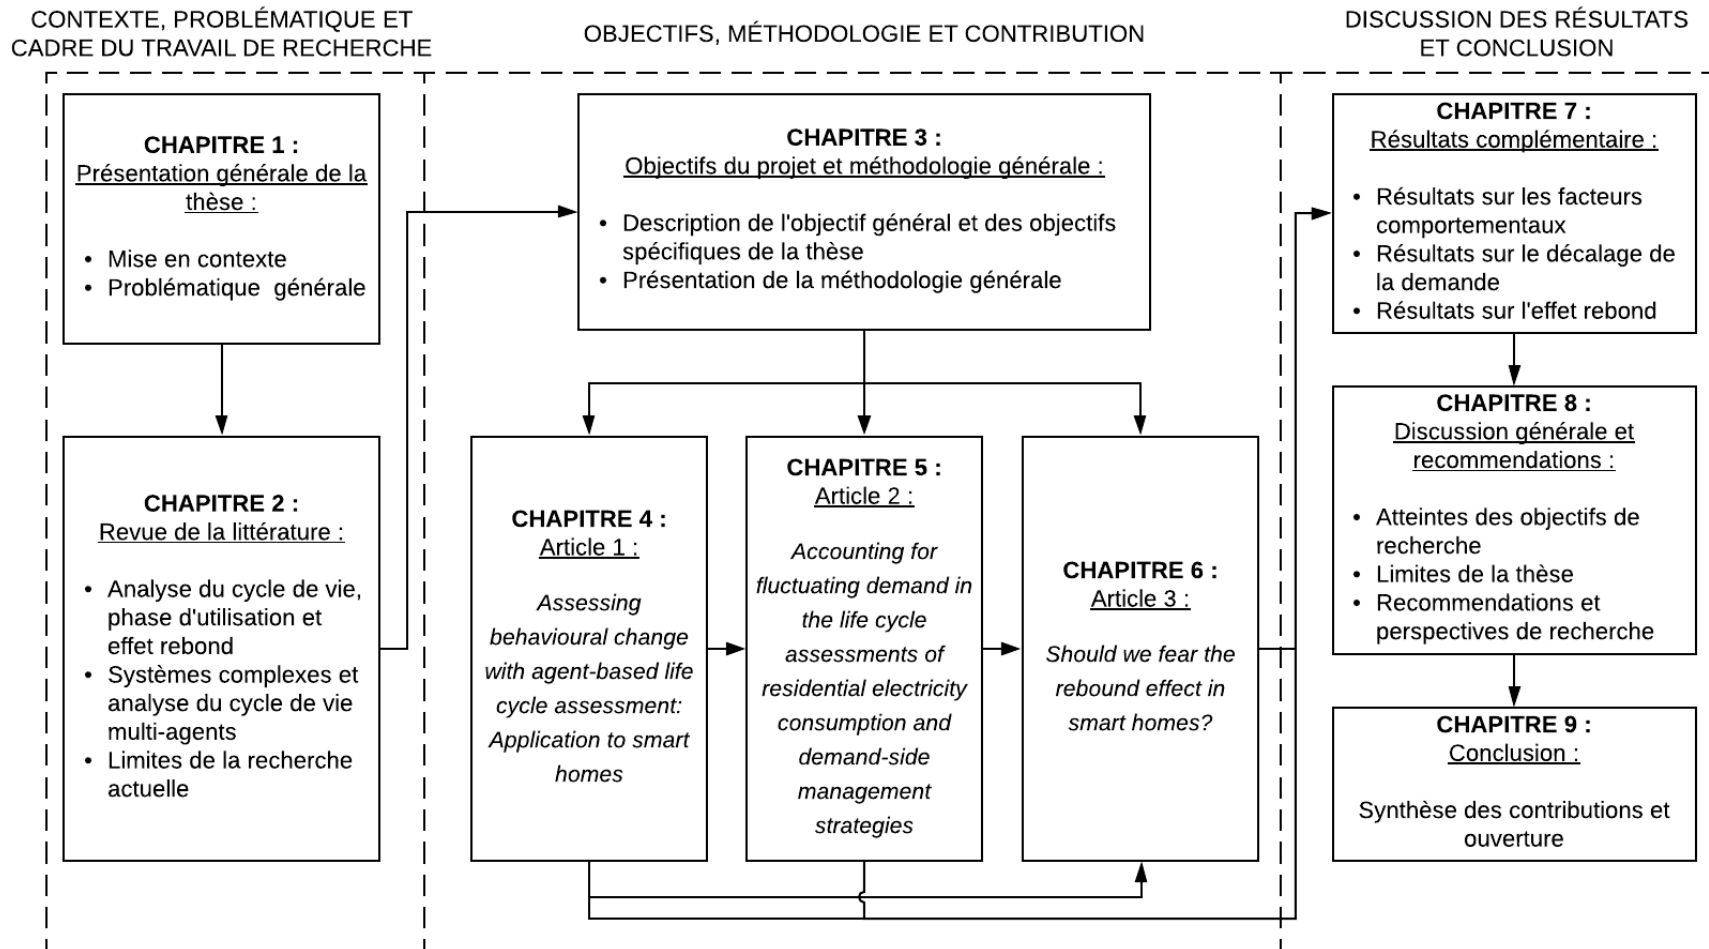 CONTEXTE, PROBLÉMATIQUE ET
CADRE DU TRAVAIL DE RECHERCHE
OBJECTIFS, MÉTHODOLOGIE ET CONTRIBUTION
DISCUSSION DES RÉSULTATS
ET CONCLUSION
CHAPITRE 1 :
Présentation générale de la
thèse :
• Mise en contexte
• Problématique générale
CHAPITRE 2 :
Revue de la littérature :
• Analyse du cycle de vie,
phase d'utilisation et
effet rebond
• Systèmes complexes et
analyse du cycle de vie
multi-agents
• Limites de la recherche
actuelle
CHAPITRE 3 :
Objectifs du projet et méthodologie générale :
• Description de l'objectif général et des objectifs
spécifiques de la thèse
• Présentation de la méthodologie générale
CHAPITRE 4 :
Article 1 :
Assessing
behavioural change
with agent-based life
cycle assessment:
Application to smart
homes
CHAPITRE 5 :
Article 2 :
Accounting for
fluctuating demand in
the life cycle
assessments of
residential electricity
consumption and
demand-side
management
strategies
CHAPITRE 6 :
Article 3 :
Should we fear the
rebound effect in
smart homes?
CHAPITRE 7 :
Résultats complémentaire :
• Résultats sur les facteurs
comportementaux
• Résultats sur le décalage de
la demande
• Résultats sur l'effet rebond
CHAPITRE 8 :
Discussion générale et
recommendations :
• Atteintes des objectifs de
recherche
• Limites de la thèse
• Recommendations et
perspectives de recherche
CHAPITRE 9 :
Conclusion :
Synthèse des contributions et
ouverture